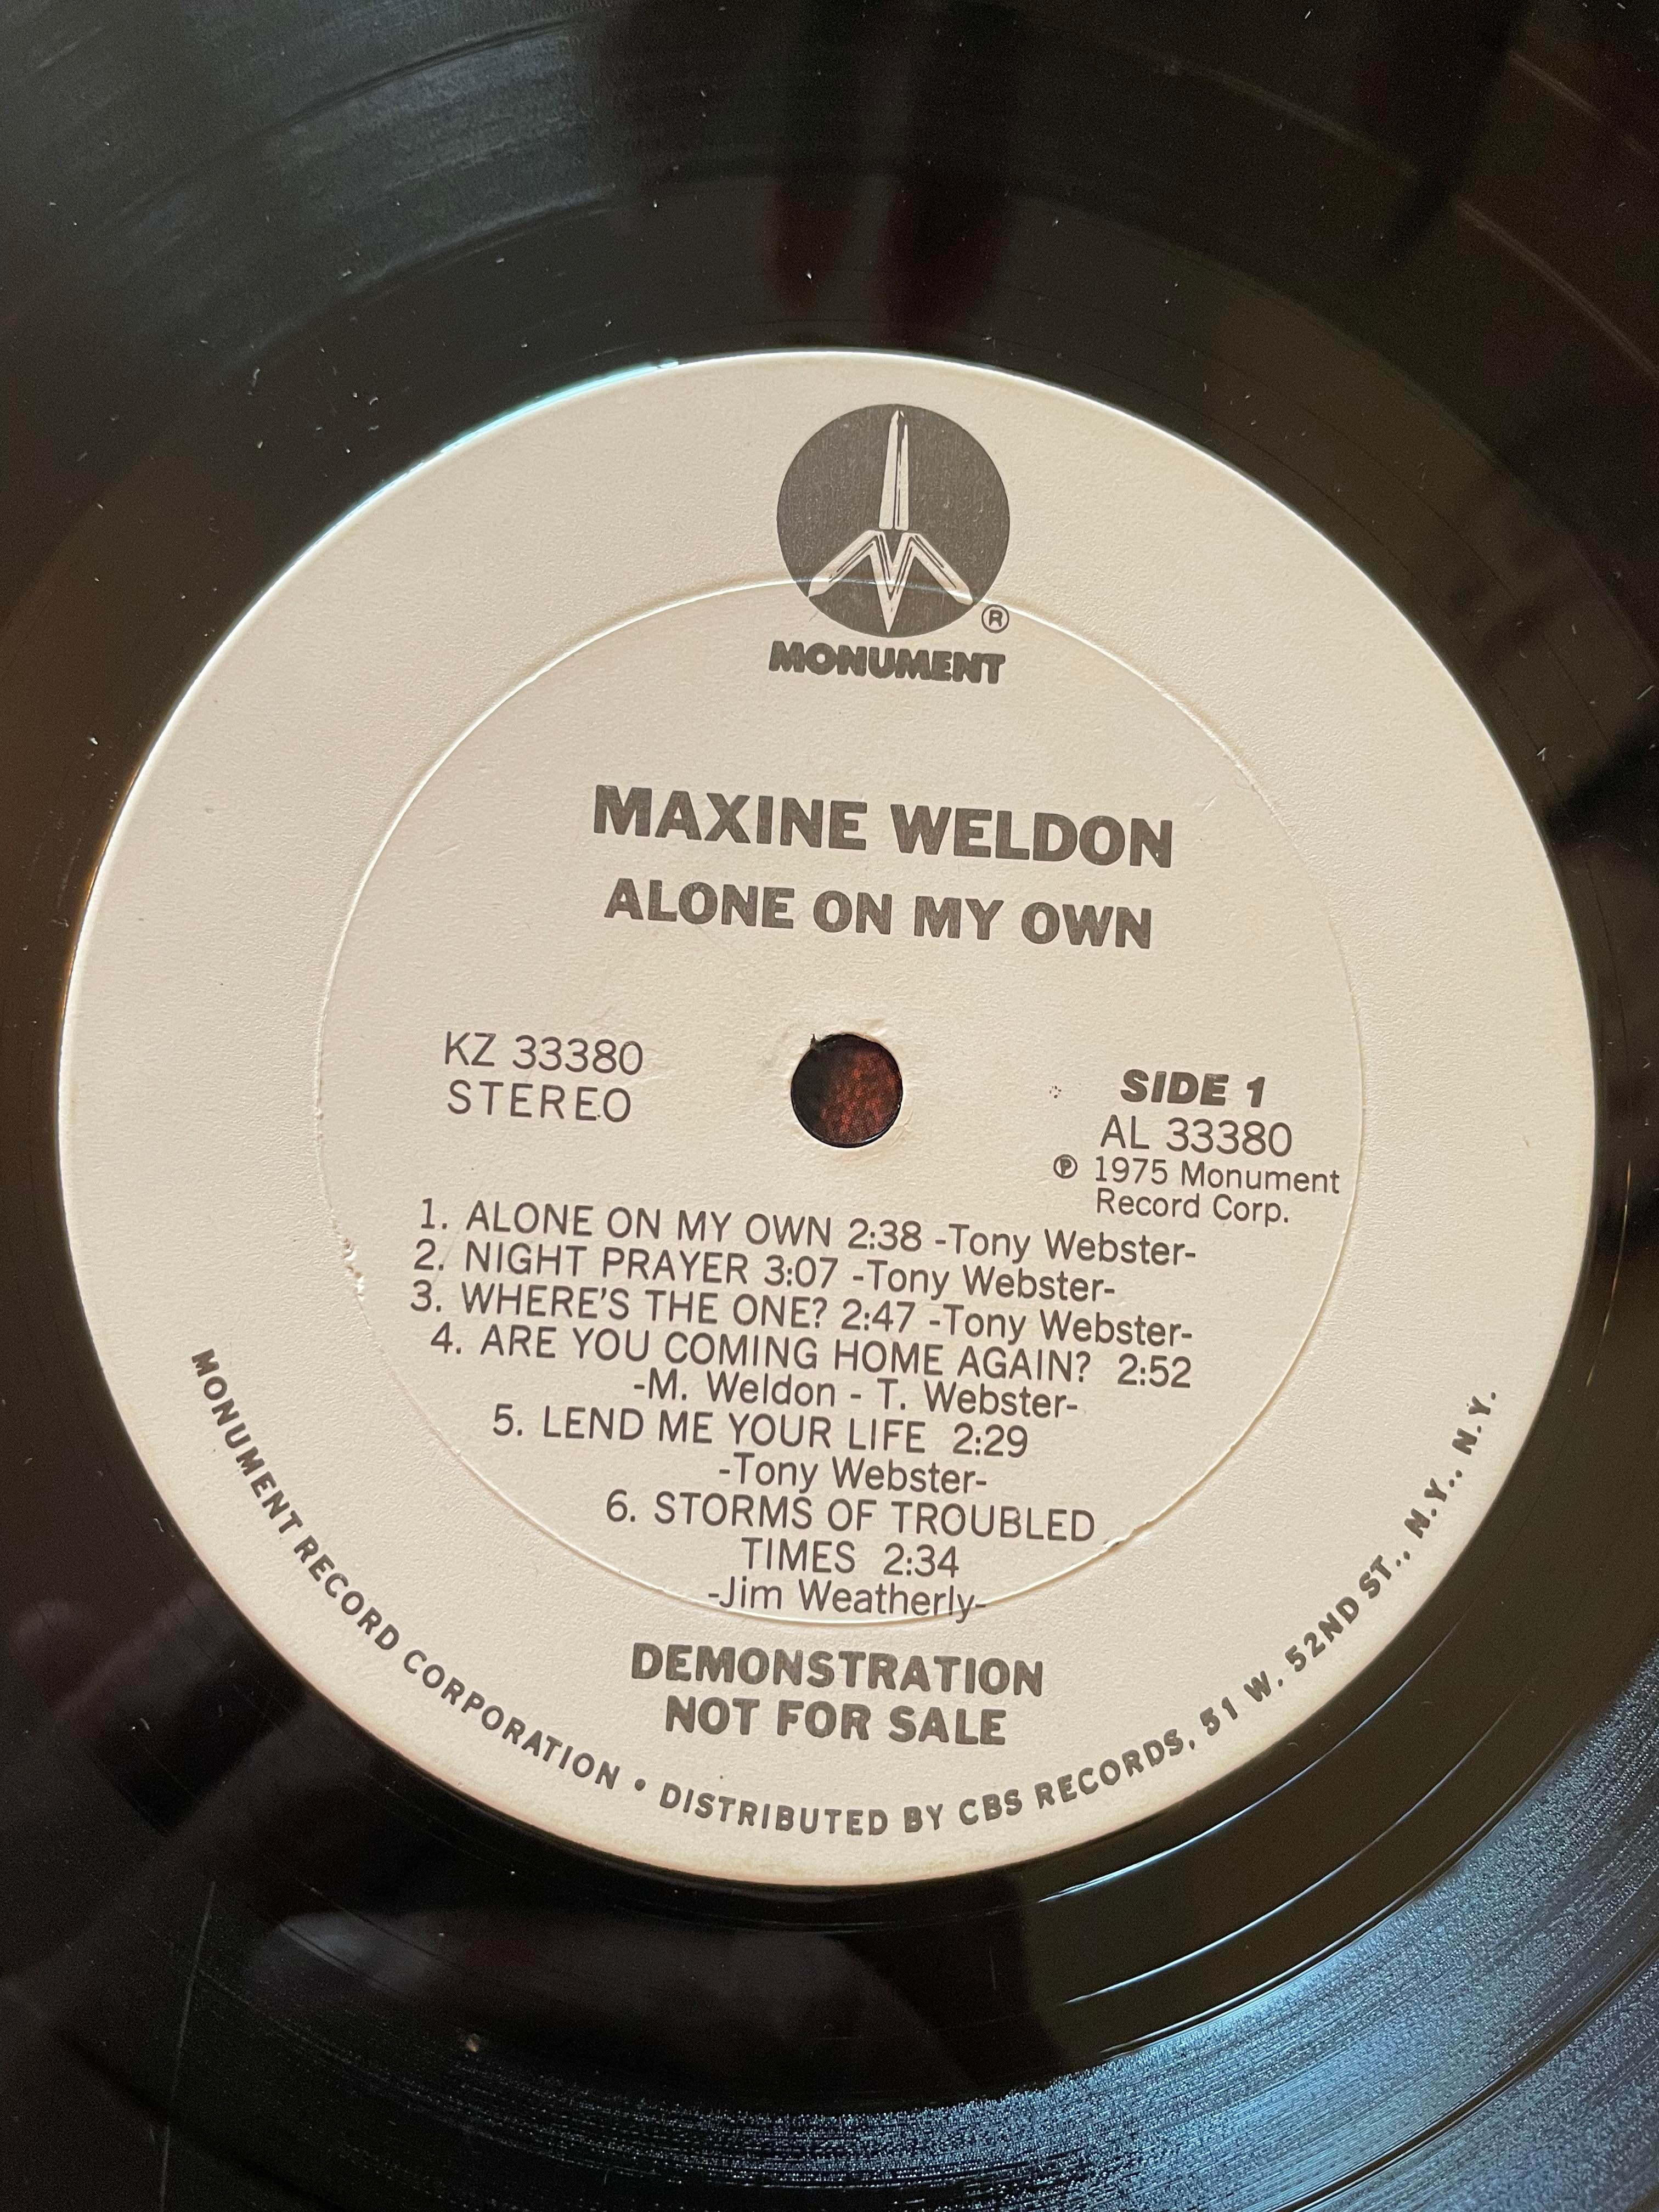 ®
MONUMENT
MAXINE WELDON
ALONE ON MY OWN
KZ 33380
STEREO
SIDE 1
AL 33380
℗ 1975 Monument
Record Corp.
1. ALONE ON MY OWN 2:38 -Tony Webster-
2. NIGHT PRAYER 3:07 -Tony Webster-
3. WHERE'S THE ONE? 2:47 -Tony Webster-
4. ARE YOU COMING HOME AGAIN? 2:52
-M. Weldon - T. Webster-
5. LEND ME YOUR LIFE 2:29
-Tony Webster-
6. STORMS OF TROUBLED
TIMES 2:34
-Jim Weatherly-
DEMONSTRATION
NOT FOR SALE
MONUMENT RECORD CORPORATION • DISTRIBUTED BY CBS RECORDS, 51 W. 52ND ST., N.Y., N.Y.